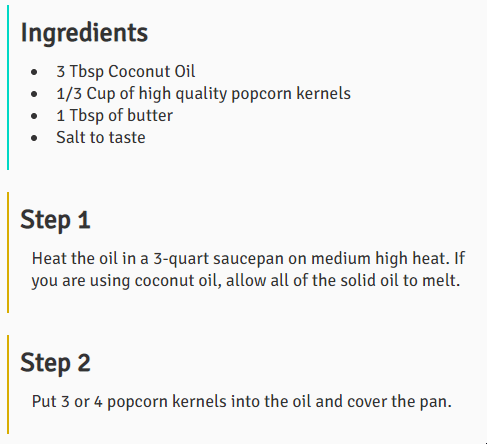 Ingredients
• 3 Tbsp Coconut Oil
• 1/3 Cup of high quality popcorn kernels
• 1 Tbsp of butter
• Salt to taste
Step 1
Heat the oil in a 3-quart saucepan on medium high heat. If
you are using coconut oil, allow all of the solid oil to melt.
Step 2
Put 3 or 4 popcorn kernels into the oil and cover the pan.